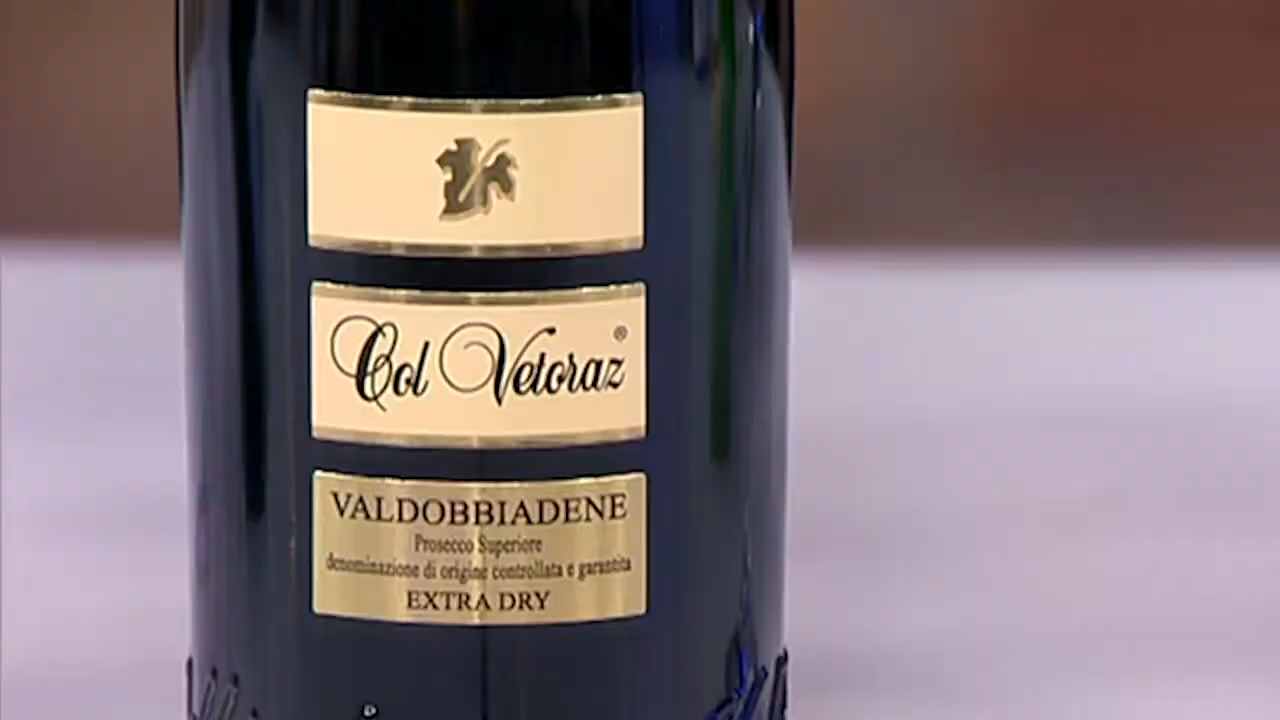 Col Vetoraz®
VALDOBBIADENE
Prosecco Superiore
denominazione di origine controllata e garantita
EXTRA DRY